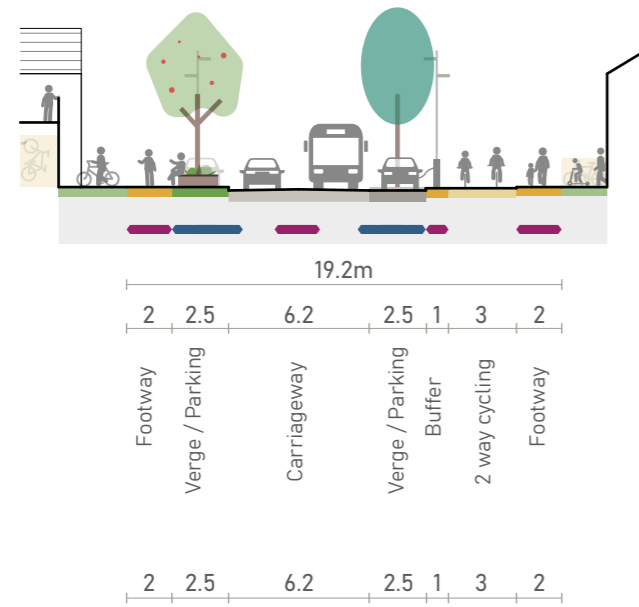 19.2m
2 2.5 6.2 2.5 1 3 2
Footway
Verge / Parking
Carriageway
Verge / Parking
Buffer
2 way cycling
Footway
2 2.5 6.2 2.5 1 3 2